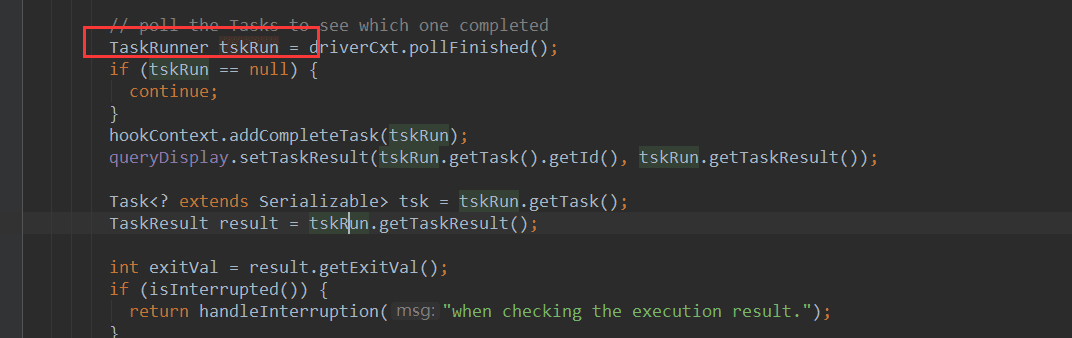 // poll the Tasks to see which one completed
TaskRunner tskRun = driverCxt.pollFinished();
if (tskRun == null) {
continue;
}
hookContext.addCompleteTask(tskRun);
queryDisplay.setTaskResult(tskRun.getTask().getId(), tskRun.getTaskResult());
Task<? extends Serializable> tsk = tskRun.getTask();
TaskResult result = tskRun.getTaskResult();
int exitVal = result.getExitVal();
if (isInterrupted()) {
return handleInterruption( msg: "when checking the execution result.");
}